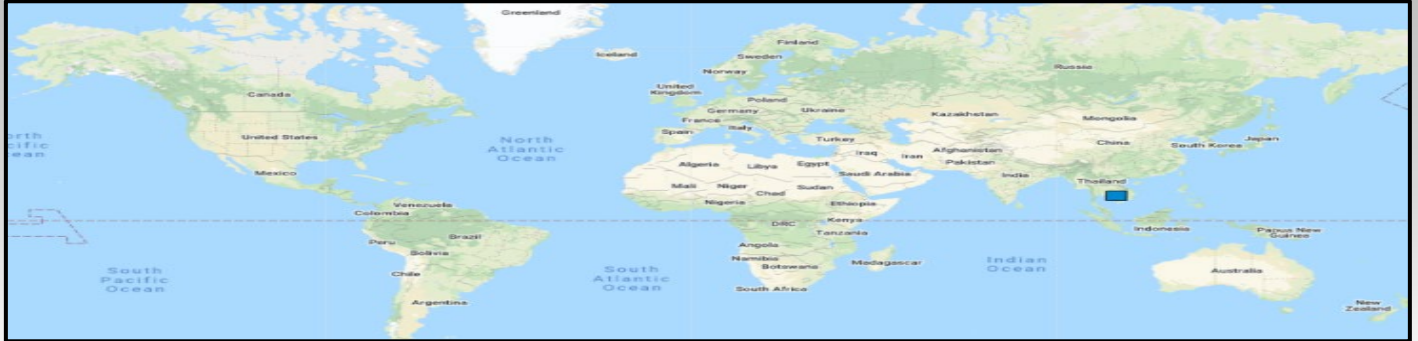 Greenland
Iceland
Finland
Sweden
Norway
Russia
United
Kingdom
Canada
Poland
Germany
Ukraine
Kazakhstan
France
Mongolia
Italy
Spain
United States
North
Atlantic
Ocean
Turkey
Japan
China
South Korea
Iraq
Iran
Afghanistan
Pakistan
Algeria
Libya
Egypt
Mexico
Saudi Arabia
India
Thailand
Mali
Niger
Chad
Sudan
Venezuela
Nigeria
Ethiopia
Colombia
Kenya
DRC
Indonesia
Papua New
Guinea
Tanzania
Peru
Brazil
Angola
Bolivia
Namibia
Botswana
Madagascar
Indian
Ocean
South
Pacific
Ocean
Chile
South
Atlantic
Ocean
Australia
South Africa
Argentina
New
Zealand